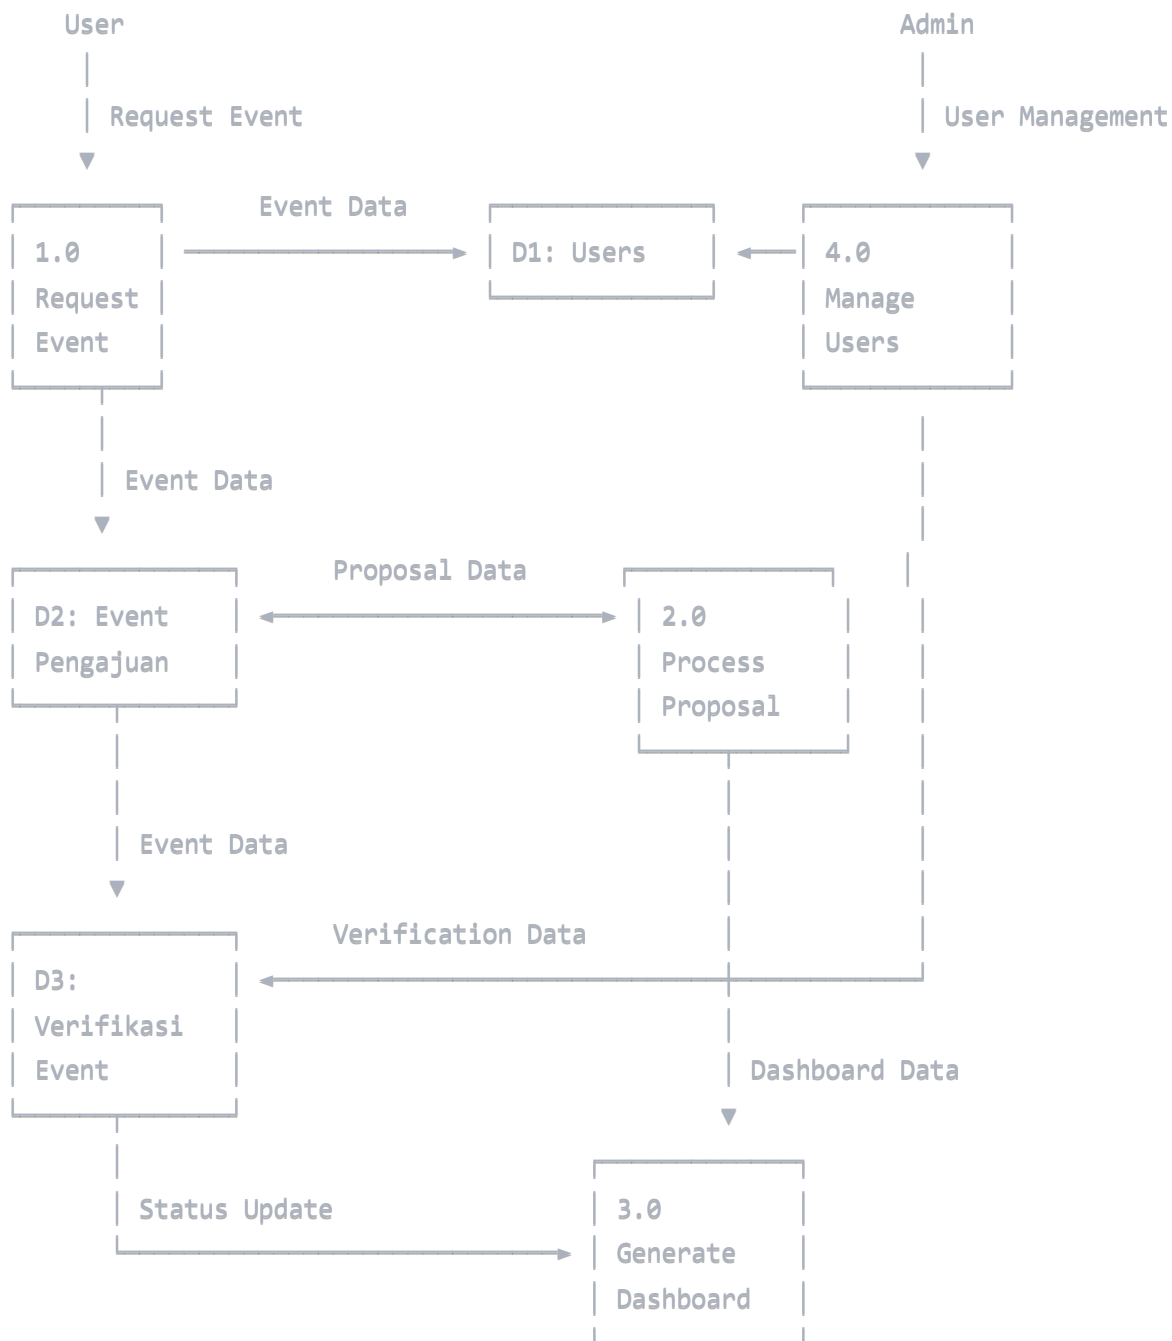 User Admin
Request Event User Management
Event Data
1.0 D1: Users 4.0
Request Manage
Event Users
Event Data
Proposal Data
D2: Event 2.0
Pengajuan Process
Proposal
Event Data
Verification Data
D3:
Verifikasi
Event Dashboard Data
Status Update 3.0
Generate
Dashboard